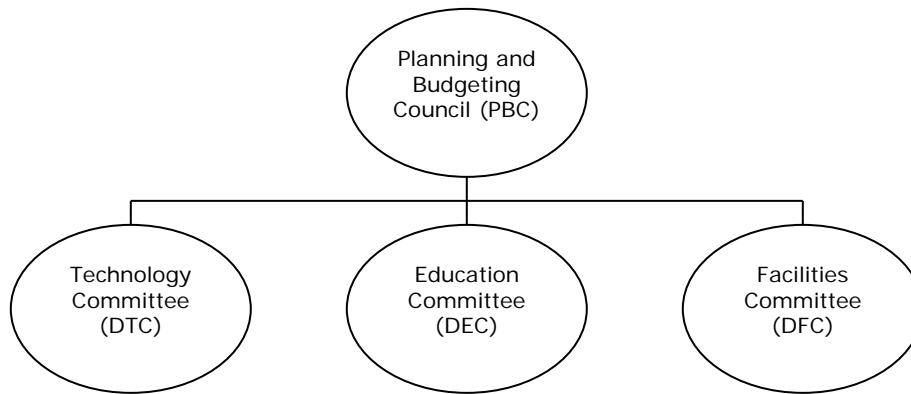 Planning and
Budgeting
Council (PBC)
Technology
Committee
(DTC)
Education
Committee
(DEC)
Facilities
Committee
(DFC)